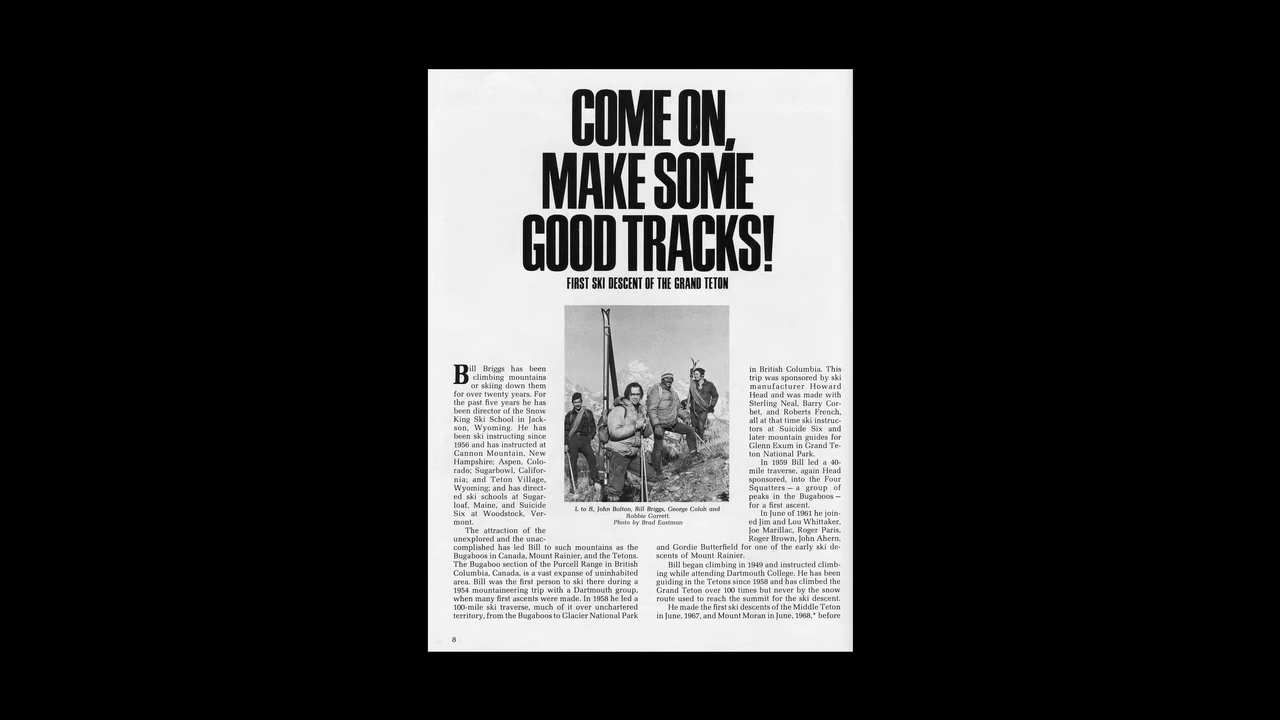 COME ON,
MAKE SOME
GOOD TRACKS!
FIRST SKI DESCENT OF THE GRAND TETON
Bill Briggs has been
climbing mountains
or skiing down them
for over twenty years. For
the past five years he has
been director of the Snow
King Ski School in Jack-
son, Wyoming. He has
been ski instructing since
1956 and has instructed at
Cannon Mountain, New
Hampshire; Aspen, Colo-
rado; Sugarbowl, Califor-
nia; and Teton Village,
Wyoming; and has direct-
ed ski schools at Sugar-
loaf, Maine, and Suicide
Six at Woodstock, Ver-
mont.
The attraction of the
unexplored and the unac-
complished has led Bill to such mountains as the
Bugaboos in Canada, Mount Rainier, and the Tetons.
The Bugaboo section of the Purcell Range in British
Columbia, Canada, is a vast expanse of uninhabited
area. Bill was the first person to ski there during a
1954 mountaineering trip with a Dartmouth group,
when many first ascents were made. In 1958 he led a
100-mile ski traverse, much of it over unchartered
territory, from the Bugaboos to Glacier National Park
L to R, John Bolton, Bill Briggs, George Coloh and
Robbie Garrett.
Photo by Brad Eastman
in British Columbia. This
trip was sponsored by ski
manufacturer Howard
Head and was made with
Sterling Neal, Barry Cor-
bet, and Roberts French,
all at that time ski instruc-
tors at Suicide Six and
later mountain guides for
Glenn Exum in Grand Te-
ton National Park.
In 1959 Bill led a 40-
mile traverse, again Head
sponsored, into the Four
Squatters — a group of
peaks in the Bugaboos —
for a first ascent.
In June of 1961 he join-
ed Jim and Lou Whittaker,
Joe Marillac, Roger Paris,
Roger Brown, John Ahern,
and Gordie Butterfield for one of the early ski de-
scents of Mount Rainier.
Bill began climbing in 1949 and instructed climb-
ing while attending Dartmouth College. He has been
guiding in the Tetons since 1958 and has climbed the
Grand Teton over 100 times but never by the snow
route used to reach the summit for the ski descent.
He made the first ski descents of the Middle Teton
in June, 1967, and Mount Moran in June, 1968,* before
8